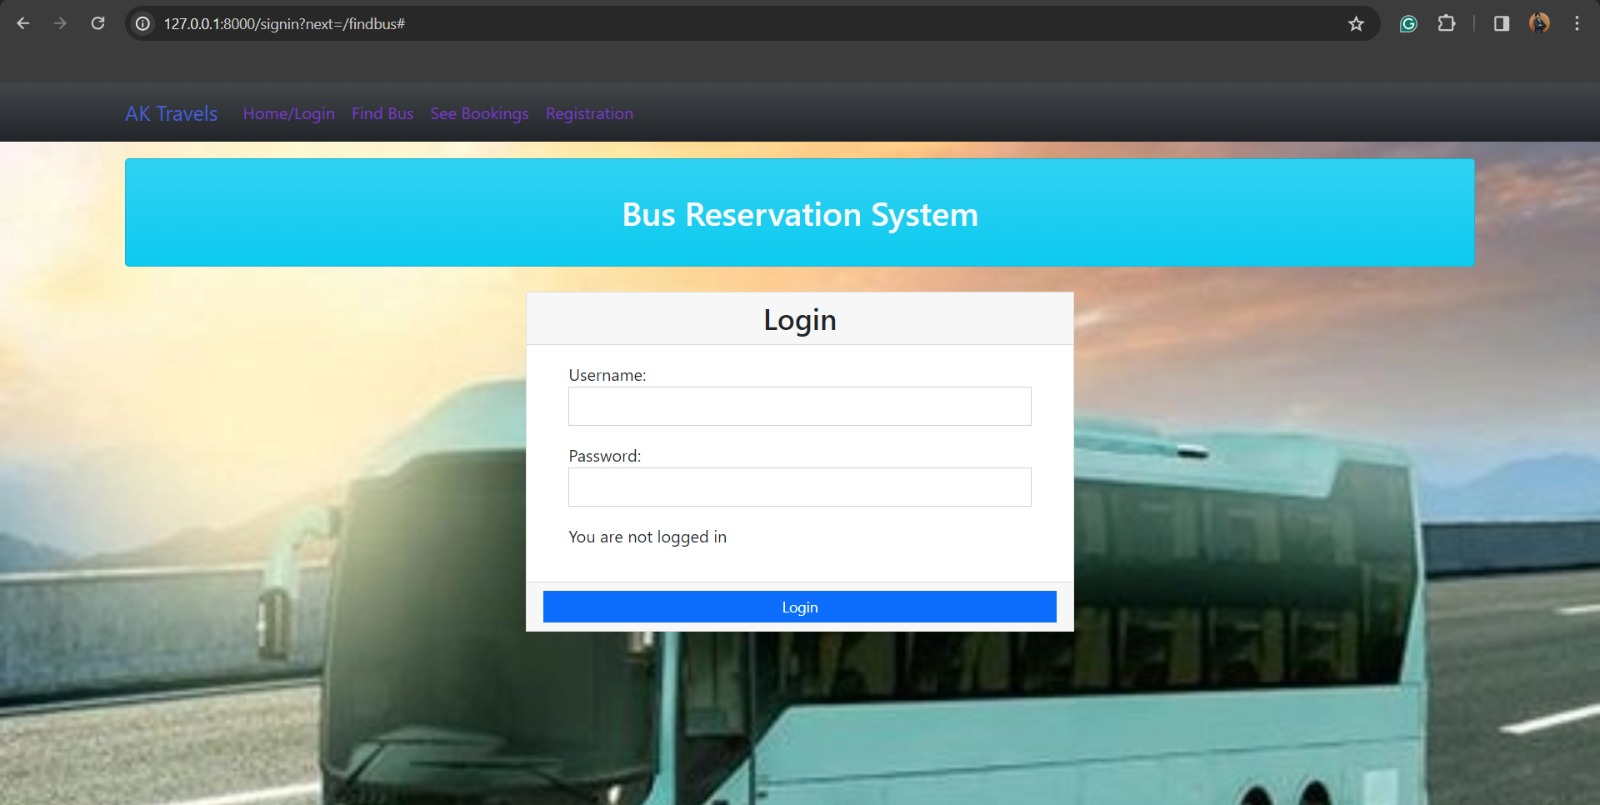 127.0.0.1:8000/signin?next=/findbus#
AK Travels Home/Login Find Bus See Bookings Registration
Bus Reservation System
Login
Username:
Password:
You are not logged in
Login